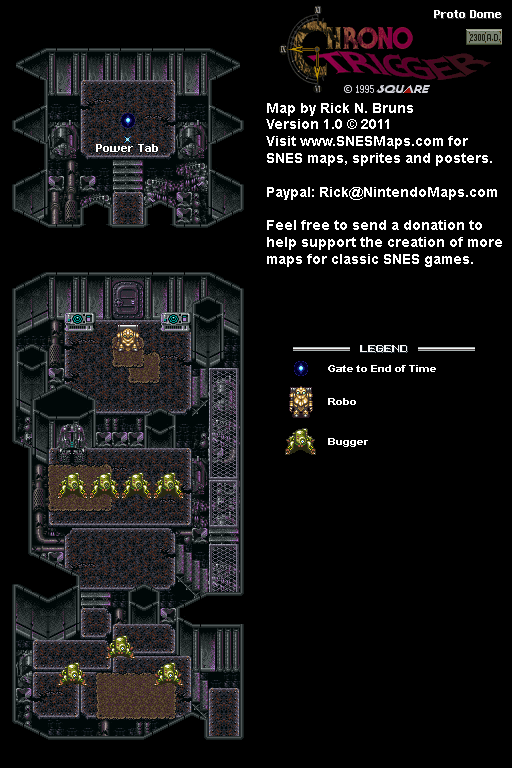 Proto Dome
2300 A.D.
CHRONO
TRIGGER
© 1995 SQUARE
Map by Rick N. Bruns
Version 1.0 © 2011
Visit www.SNESMaps.com for
SNES maps, sprites and posters.
Paypal: Rick@NintendoMaps.com
Feel free to send a donation to
help support the creation of more
maps for classic SNES games.
Power Tab
LEGEND
Gate to End of Time
Robo
Bugger